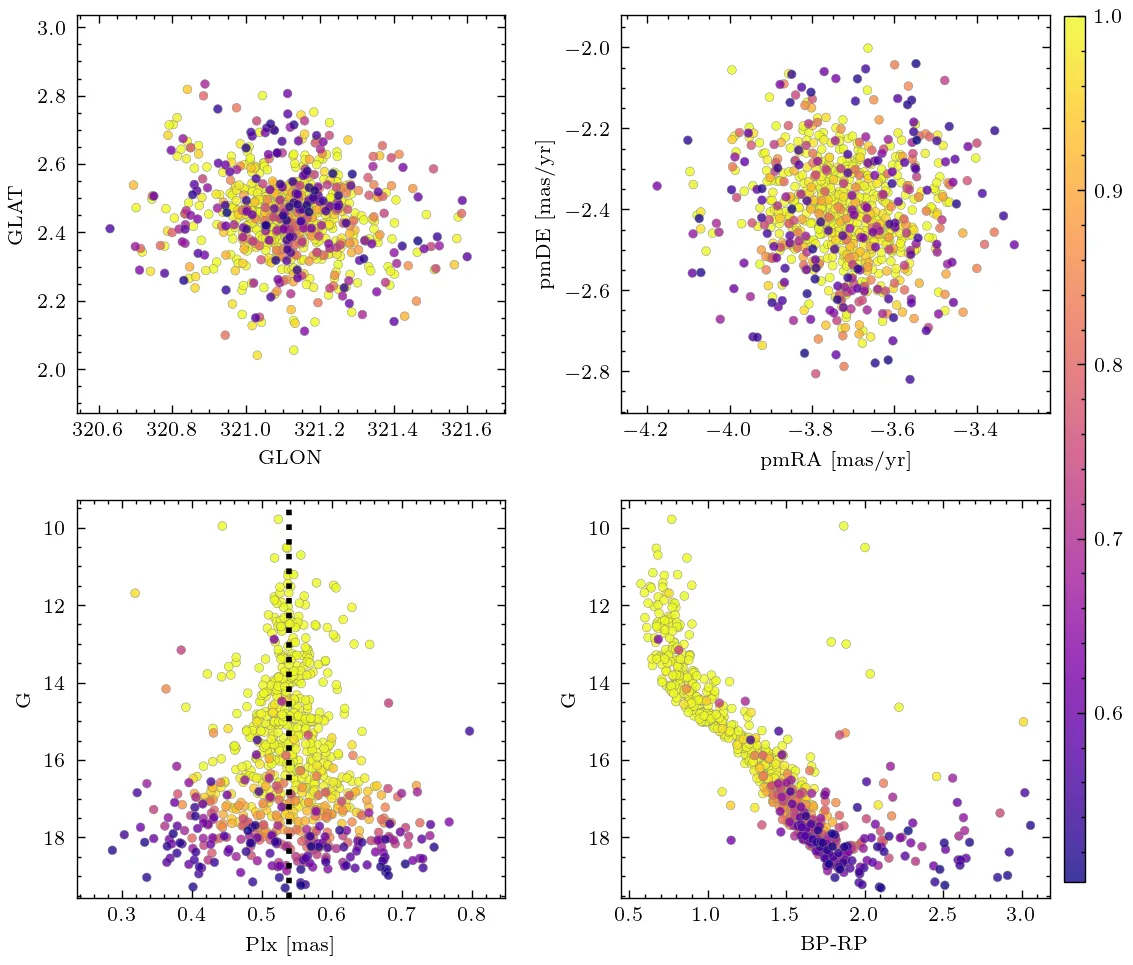 3.0
2.8
2.6
2.4
2.2
2.0
GLAT
320.6 320.8 321.0 321.2 321.4 321.6
GLON
−2.0
−2.2
−2.4
−2.6
−2.8
pmDE [mas/yr]
−4.2 −4.0 −3.8 −3.6 −3.4
pmRA [mas/yr]
1.0
0.9
0.8
0.7
0.6
10
12
14
16
18
G
0.3 0.4 0.5 0.6 0.7 0.8
Plx [mas]
10
12
14
16
18
G
0.5 1.0 1.5 2.0 2.5 3.0
BP-RP